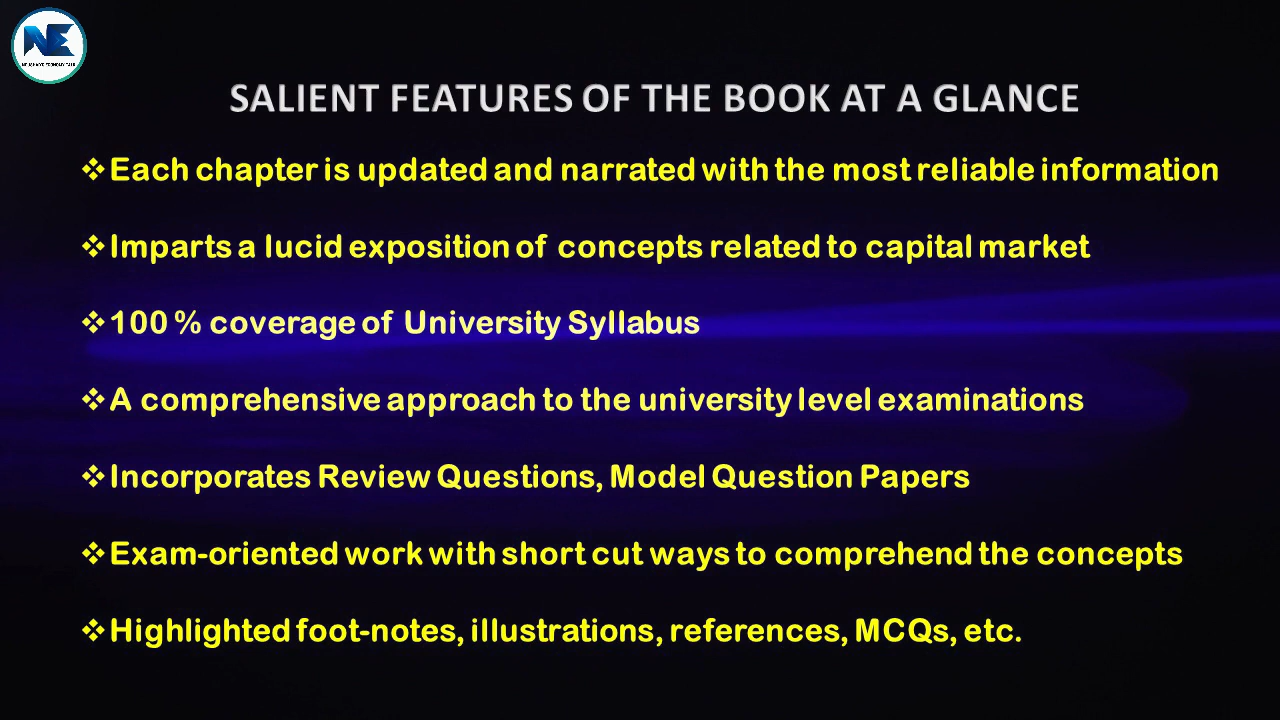 NE
SALIENT FEATURES OF THE BOOK AT A GLANCE
❖Each chapter is updated and narrated with the most reliable information
❖Imparts a lucid exposition of concepts related to capital market
❖100 % coverage of University Syllabus
❖A comprehensive approach to the university level examinations
❖Incorporates Review Questions, Model Question Papers
❖Exam-oriented work with short cut ways to comprehend the concepts
❖Highlighted foot-notes, illustrations, references, MCQs, etc.